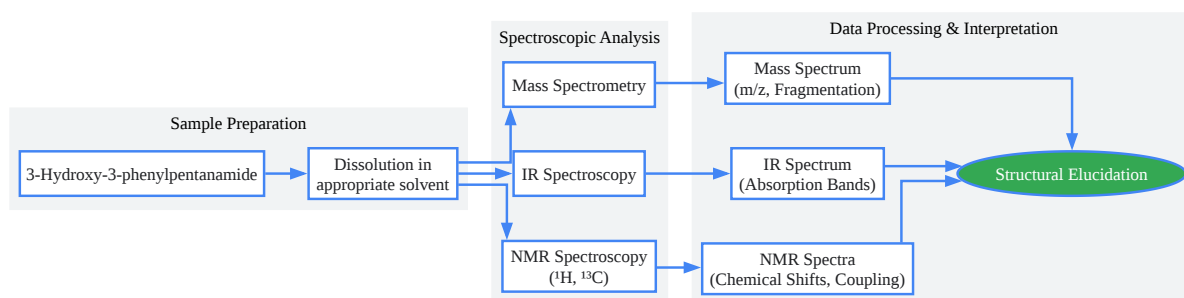 Sample Preparation
3-Hydroxy-3-phenylpentanamide
Dissolution in
appropriate solvent
Spectroscopic Analysis
Mass Spectrometry
IR Spectroscopy
NMR Spectroscopy
(¹H, ¹³C)
Data Processing & Interpretation
Mass Spectrum
(m/z, Fragmentation)
IR Spectrum
(Absorption Bands)
NMR Spectra
(Chemical Shifts, Coupling)
Structural Elucidation